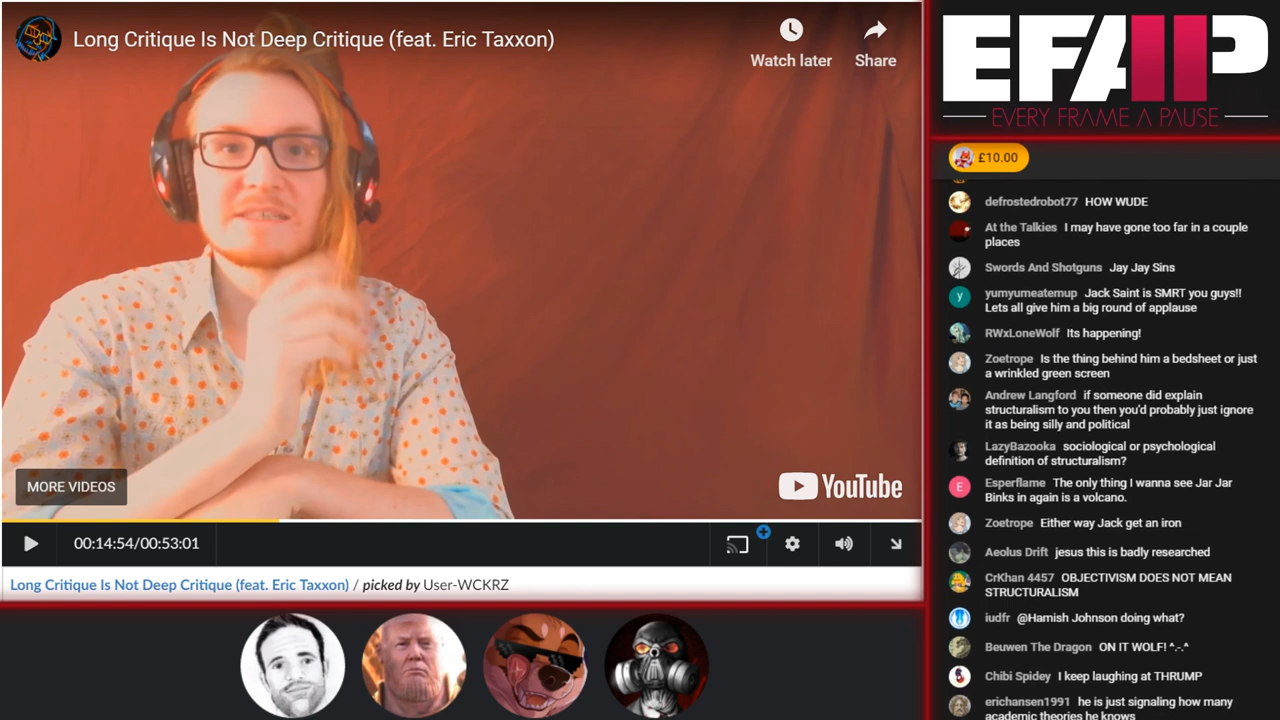 Long Critique Is Not Deep Critique (feat. Eric Taxxon)
Watch later
Share
MORE VIDEOS
YouTube
00:14:54/00:53:01
Long Critique Is Not Deep Critique (feat. Eric Taxxon) / picked by User-WCKRZ
EFAP
EVERY FRAME A PAUSE
£10.00
defrostedrobot77 HOW WUDE
At the Talkies I may have gone too far in a couple
places
Swords And Shotguns Jay Jay Sins
y
yumyumeatemup Jack Saint is SMRT you guys!!
Lets all give him a big round of applause
RWxLoneWolf Its happening!
Zoetrope Is the thing behind him a bedsheet or just
a wrinkled green screen
Andrew Langford if someone did explain
structuralism to you then you'd probably just ignore
it as being silly and political
LazyBazooka sociological or psychological
definition of structuralism?
E
Esperflame The only thing I wanna see Jar Jar
Binks in again is a volcano.
Zoetrope Either way Jack get an iron
Aeolus Drift jesus this is badly researched
CrKhan 4457 OBJECTIVISM DOES NOT MEAN
STRUCTURALISM
iudfr @Hamish Johnson doing what?
Beuwen The Dragon ON IT WOLF! ^.-.^
Chibi Spidey I keep laughing at THRUMP
erichansen1991 he is just signaling how many
academic theories he knows